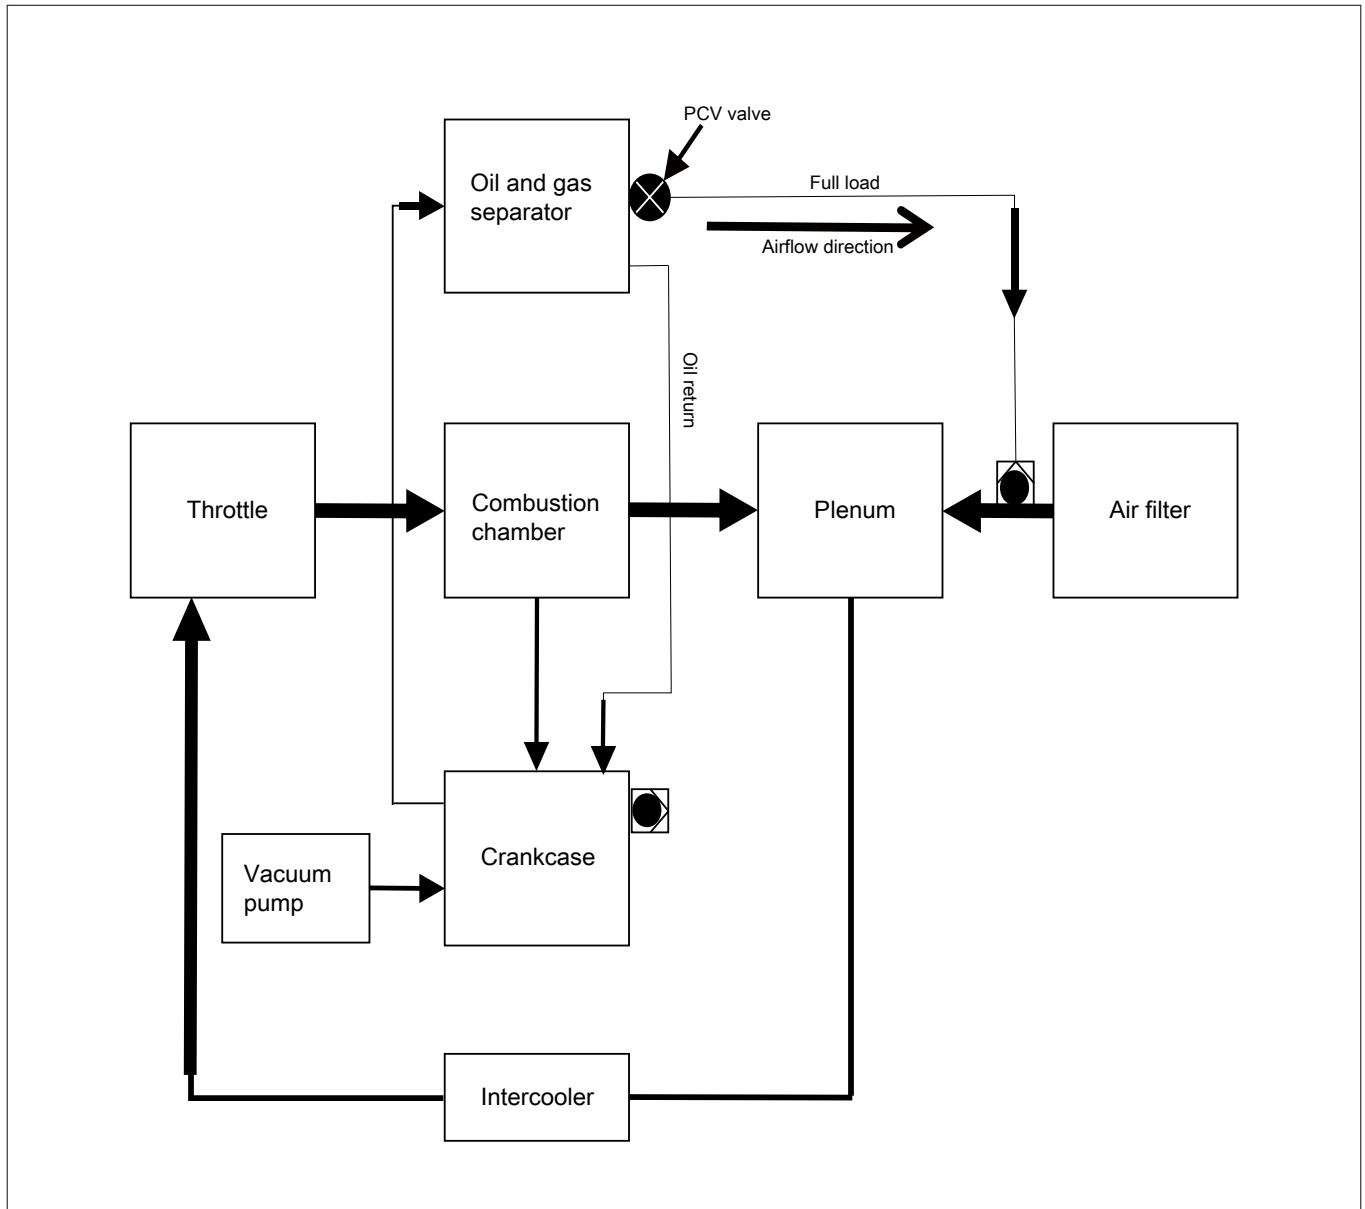 PCV valve
Oil and gas
separator
Full load
Airflow direction
Oil return
Throttle
Combustion
chamber
Plenum
Air filter
Crankcase
Vacuum
pump
Intercooler